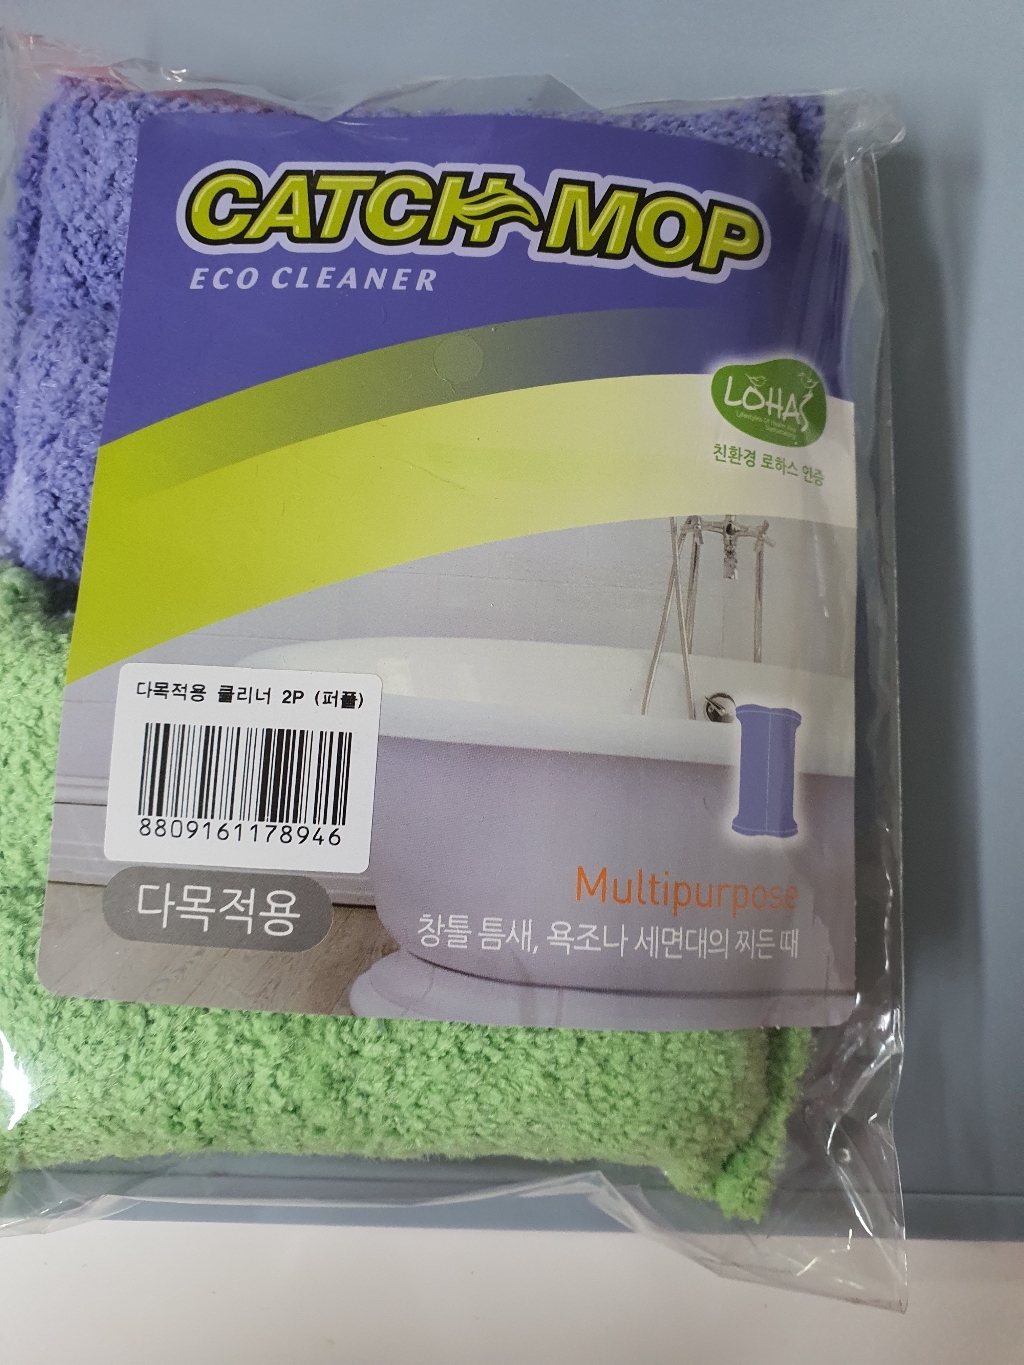 CATCH MOP
ECO CLEANER
LOHAS
친환경 로하스 인증
다목적용 클리너 2P (퍼플)
8809161178946
다목적용
Multipurpose
창틀 틈새, 욕조나 세면대의 찌든 때